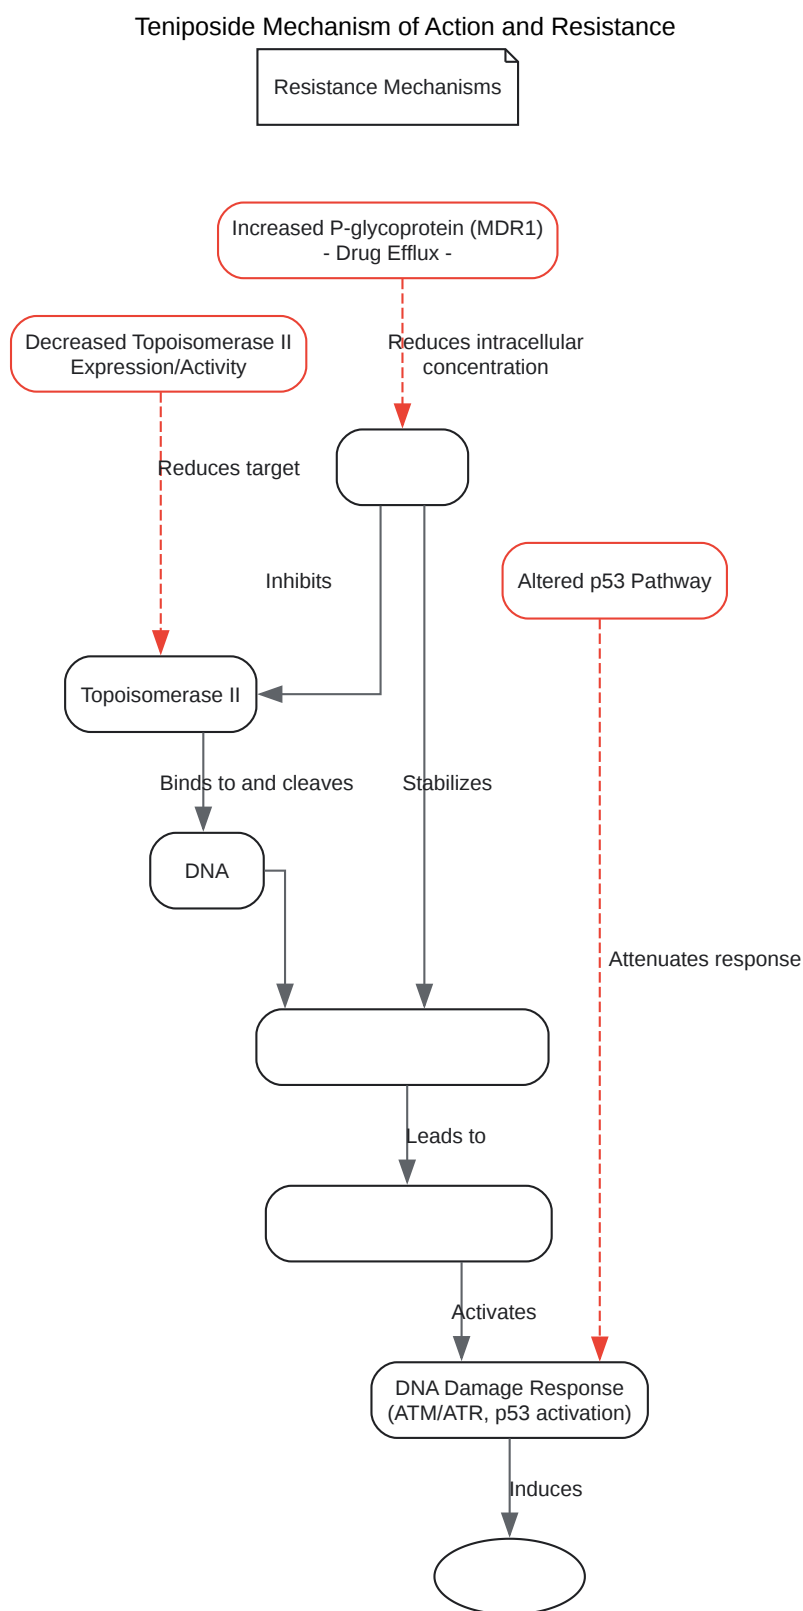 Teniposide Mechanism of Action and Resistance
Resistance Mechanisms
Increased P-glycoprotein (MDR1)
- Drug Efflux -
Decreased Topoisomerase II
Expression/Activity
Reduces intracellular
concentration
Reduces target
Inhibits
Altered p53 Pathway
Topoisomerase II
Binds to and cleaves
Stabilizes
DNA
Attenuates response
Leads to
Activates
DNA Damage Response
(ATM/ATR, p53 activation)
Induces